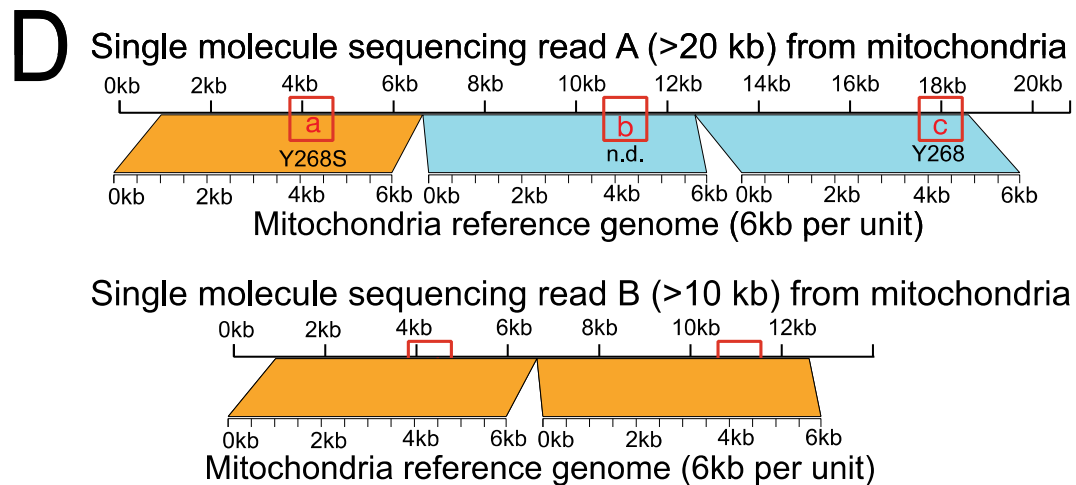 D
Single molecule sequencing read A (>20 kb) from mitochondria
0kb 2kb 4kb 6kb 8kb 10kb 12kb 14kb 16kb 18kb 20kb
a b c
Y268S n.d. Y268
0kb 2kb 4kb 6kb 0kb 2kb 4kb 6kb 0kb 2kb 4kb 6kb
Mitochondria reference genome (6kb per unit)
Single molecule sequencing read B (>10 kb) from mitochondria
0kb 2kb 4kb 6kb 8kb 10kb 12kb
0kb 2kb 4kb 6kb 0kb 2kb 4kb 6kb
Mitochondria reference genome (6kb per unit)